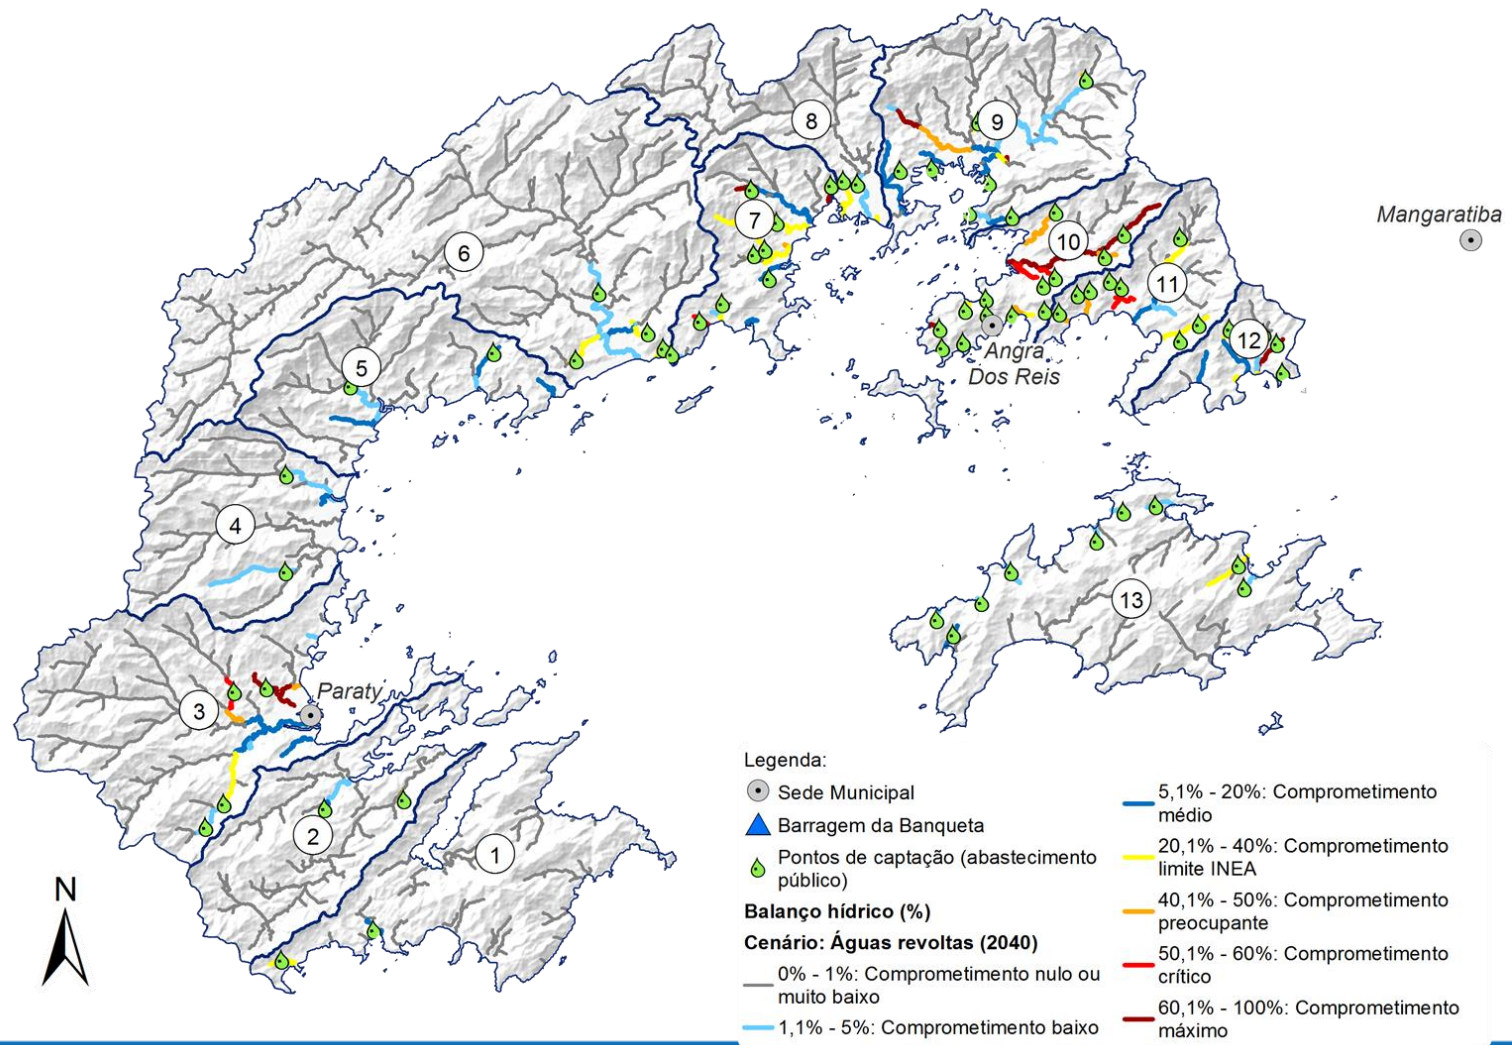 8
9
Mangaratiba
7
10
6
11
12
5
Angra
Dos Reis
4
13
3
Paraty
2
1
N
Legenda:
Sede Municipal
Barragem da Banqueta
Pontos de captação (abastecimento
público)
Balanço hídrico (%)
Cenário: Águas revoltas (2040)
0% - 1%: Comprometimento nulo ou
muito baixo
1,1% - 5%: Comprometimento baixo
5,1% - 20%: Comprometimento
médio
20,1% - 40%: Comprometimento
limite INEA
40,1% - 50%: Comprometimento
preocupante
50,1% - 60%: Comprometimento
crítico
60,1% - 100%: Comprometimento
máximo